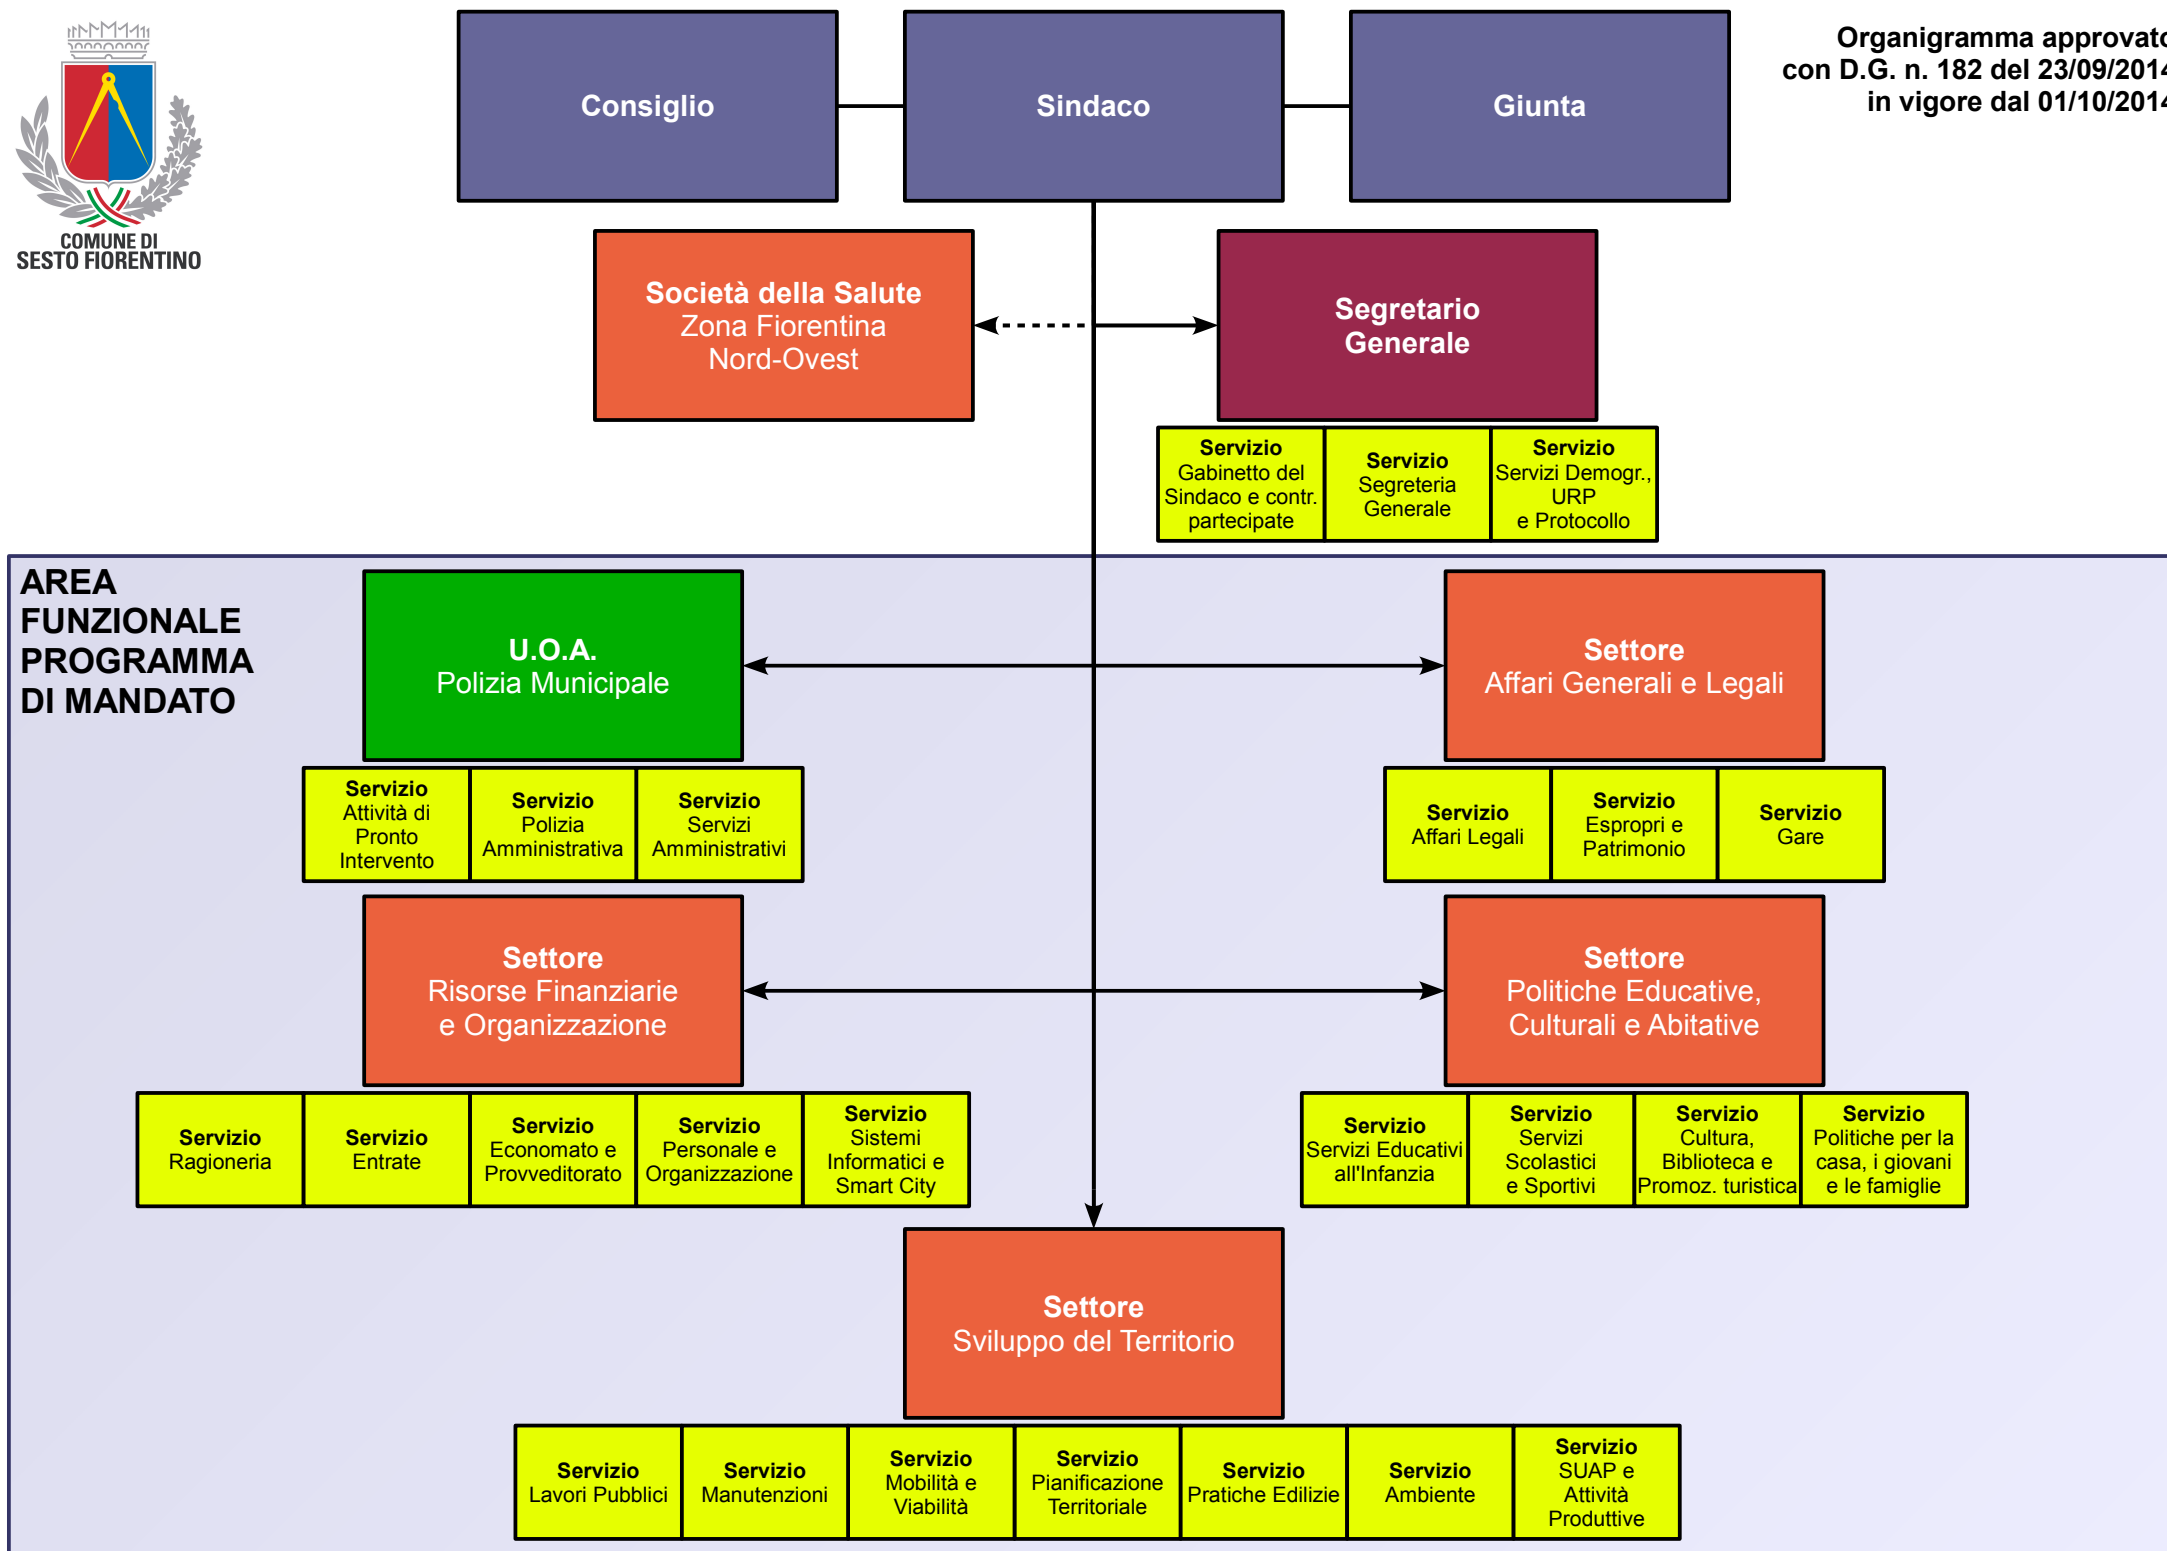 COMUNE DI
SESTO FIORENTINO
Consiglio
Sindaco
Giunta
Organigramma approvato
con D.G. n. 182 del 23/09/2014
in vigore dal 01/10/2014
Società della Salute
Zona Fiorentina
Nord-Ovest
Segretario
Generale
Servizio
Gabinetto del
Sindaco e contr.
partecipate
Servizio
Segreteria
Generale
Servizio
Servizi Demogr.,
URP
e Protocollo
AREA
FUNZIONALE
PROGRAMMA
DI MANDATO
U.O.A.
Polizia Municipale
Settore
Affari Generali e Legali
Servizio
Attività di
Pronto
Intervento
Servizio
Polizia
Amministrativa
Servizio
Servizi
Amministrativi
Servizio
Affari Legali
Servizio
Espropri e
Patrimonio
Servizio
Gare
Settore
Risorse Finanziarie
e Organizzazione
Settore
Politiche Educative,
Culturali e Abitative
Servizio
Ragioneria
Servizio
Entrate
Servizio
Economato e
Provveditorato
Servizio
Personale e
Organizzazione
Servizio
Sistemi
Informatici e
Smart City
Servizio
Servizi Educativi
all'Infanzia
Servizio
Servizi
Scolastici
e Sportivi
Servizio
Cultura,
Biblioteca e
Promoz. turistica
Servizio
Politiche per la
casa, i giovani
e le famiglie
Settore
Sviluppo del Territorio
Servizio
Lavori Pubblici
Servizio
Manutenzioni
Servizio
Mobilità e
Viabilità
Servizio
Pianificazione
Territoriale
Servizio
Pratiche Edilizie
Servizio
Ambiente
Servizio
SUAP e
Attività
Produttive